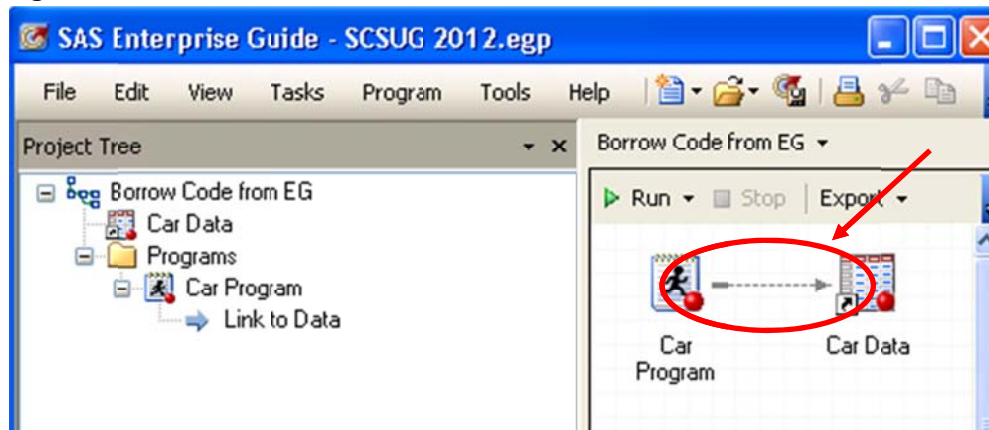 SAS Enterprise Guide - SCSUG 2012.egp
File Edit View Tasks Program Tools Help
Project Tree
Borrow Code from EG
Car Data
Programs
Car Program
Link to Data
Borrow Code from EG
Run Stop Export
Car Program
Car Data